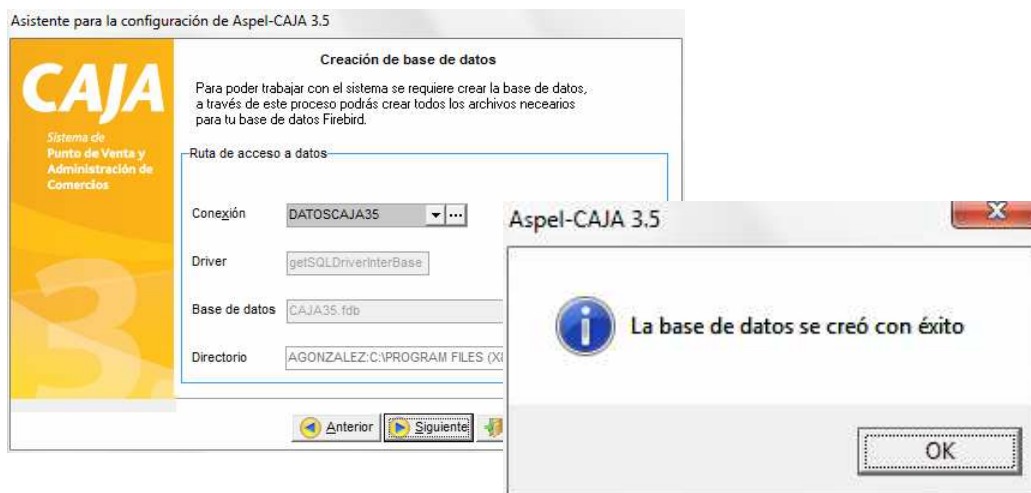 Asistente para la configuración de Aspel-CAJA 3.5
CAJA
Sistema de
Punto de Venta y
Administración de
Comercios
3.
Creación de base de datos
Para poder trabajar con el sistema se requiere crear la base de datos,
a través de este proceso podrás crear todos los archivos necearios
para tu base de datos Firebird.
Ruta de acceso a datos
Conexión DATOSCAJA35
Driver getSQLDriverInterBase
Base de datos CAJA35.fdb
Directorio AGONZALEZ:C:\PROGRAM FILES
Anterior Siguiente
Aspel-CAJA 3.5
La base de datos se creó con éxito
OK